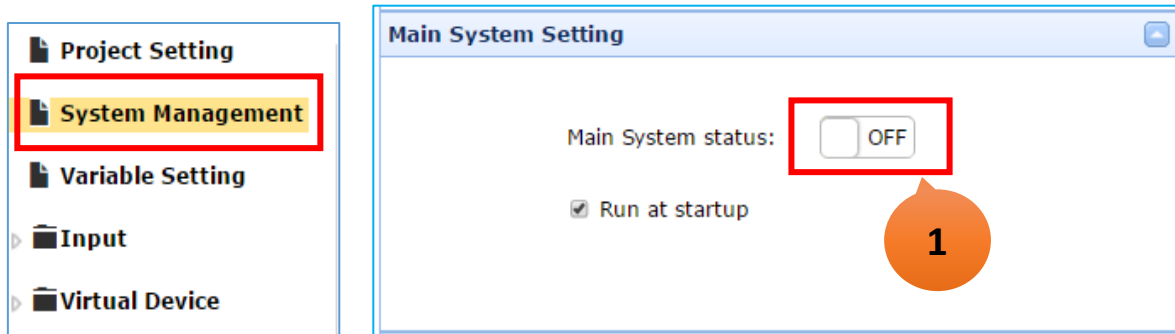 Project Setting
System Management
Variable Setting
Input
Virtual Device
Main System Setting
Main System status:
OFF
Run at startup
1